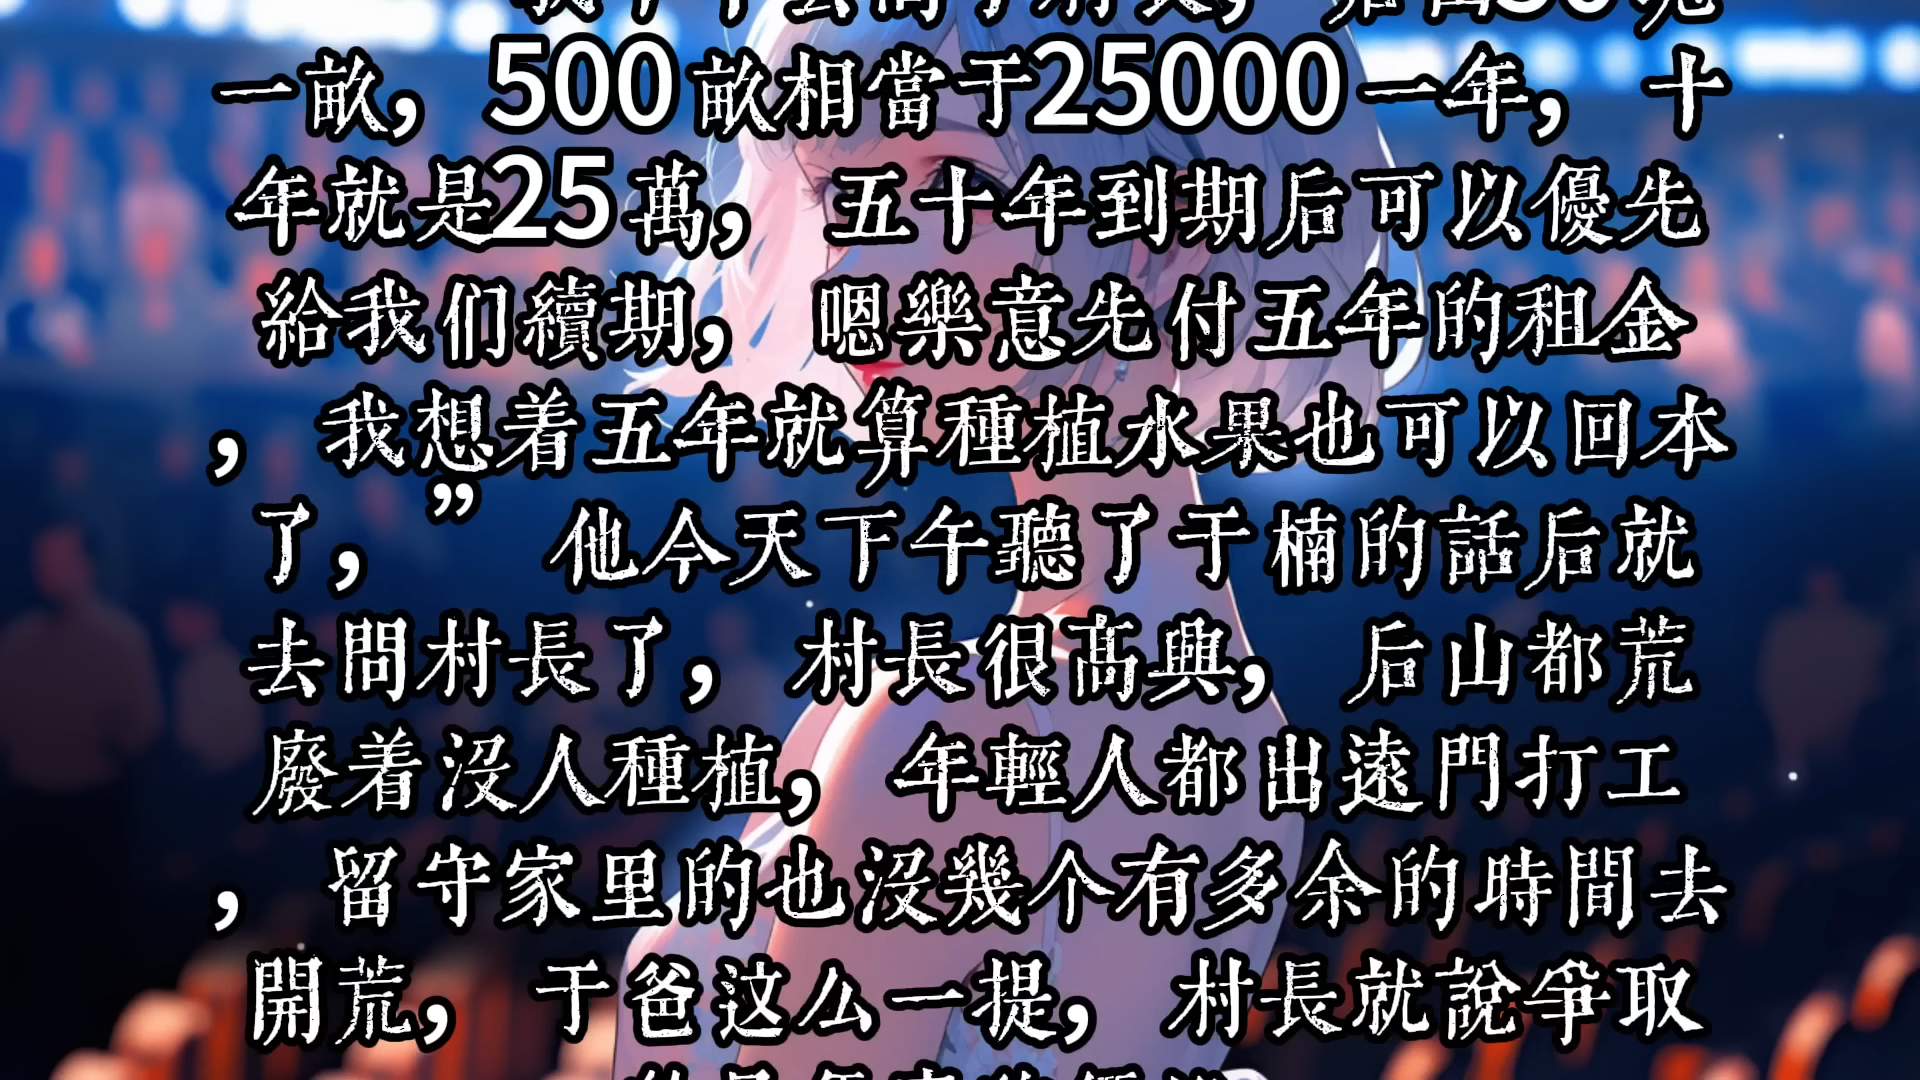 一畝，500畝相當于25000一年，十
年就是25萬，五十年到期后可以優先
給我们續期，嗯樂意先付五年的租金
，我想着五年就算種植水果也可以回本
了，”他今天下午聽了于楠的話后就
去問村長了，村長很高興，后山都荒
廢着沒人種植，年輕人都出遠門打工
，留守家里的也沒幾个有多余的時間去
開荒，于爸这么一提，村長就說爭取